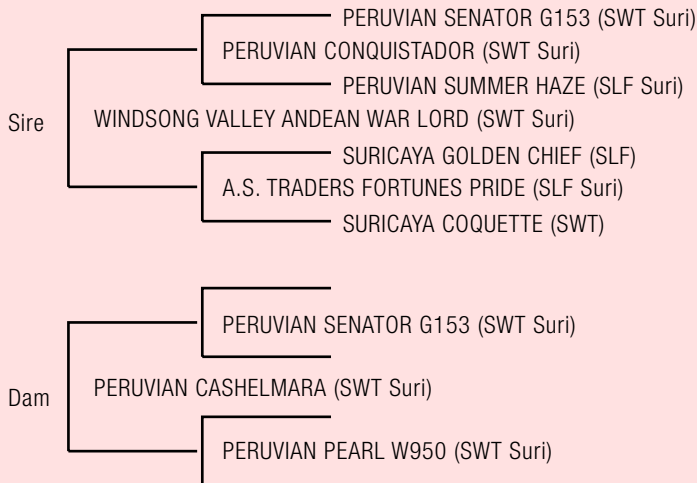 PERUVIAN SENATOR G153 (SWT Suri)
PERUVIAN CONQUISTADOR (SWT Suri)
PERUVIAN SUMMER HAZE (SLF Suri)
Sire
WINDSONG VALLEY ANDEAN WAR LORD (SWT Suri)
SURICAYA GOLDEN CHIEF (SLF)
A.S. TRADERS FORTUNES PRIDE (SLF Suri)
SURICAYA COQUETTE (SWT)
PERUVIAN SENATOR G153 (SWT Suri)
Dam
PERUVIAN CASHELMARA (SWT Suri)
PERUVIAN PEARL W950 (SWT Suri)